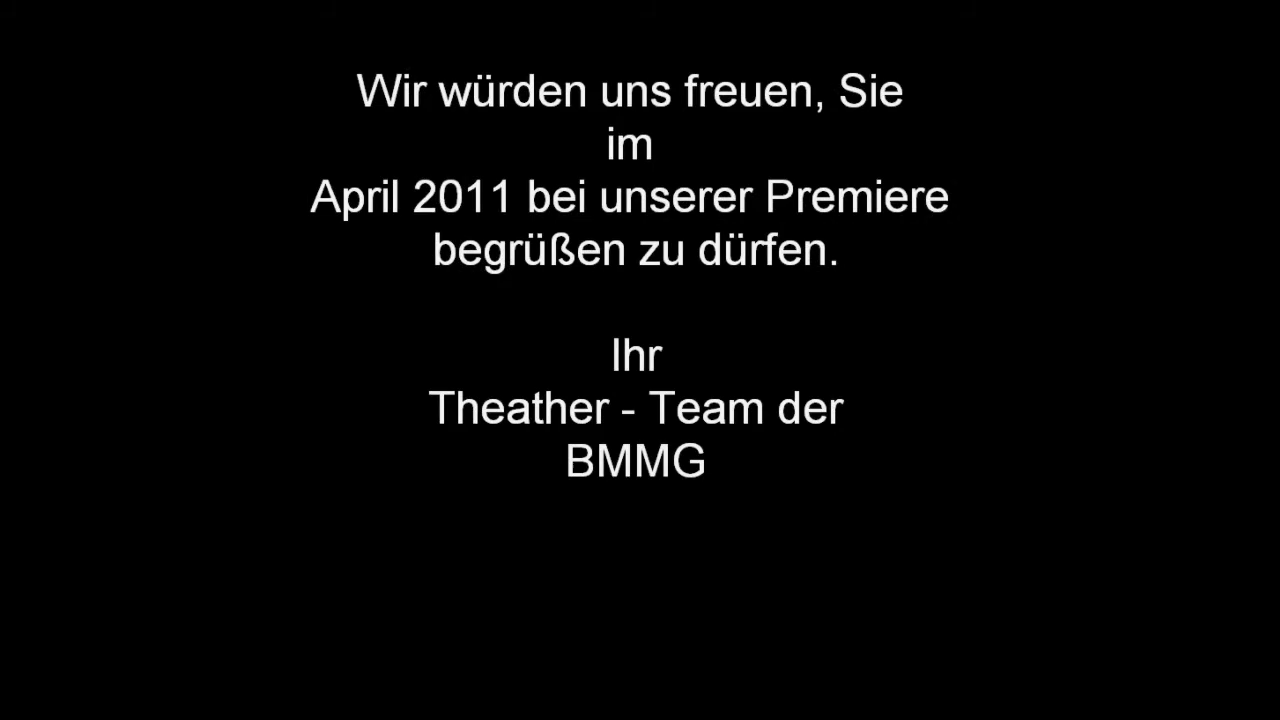 Wir würden uns freuen, Sie
im
April 2011 bei unserer Premiere
begrüßen zu dürfen.
Ihr
Theather - Team der
BMMG